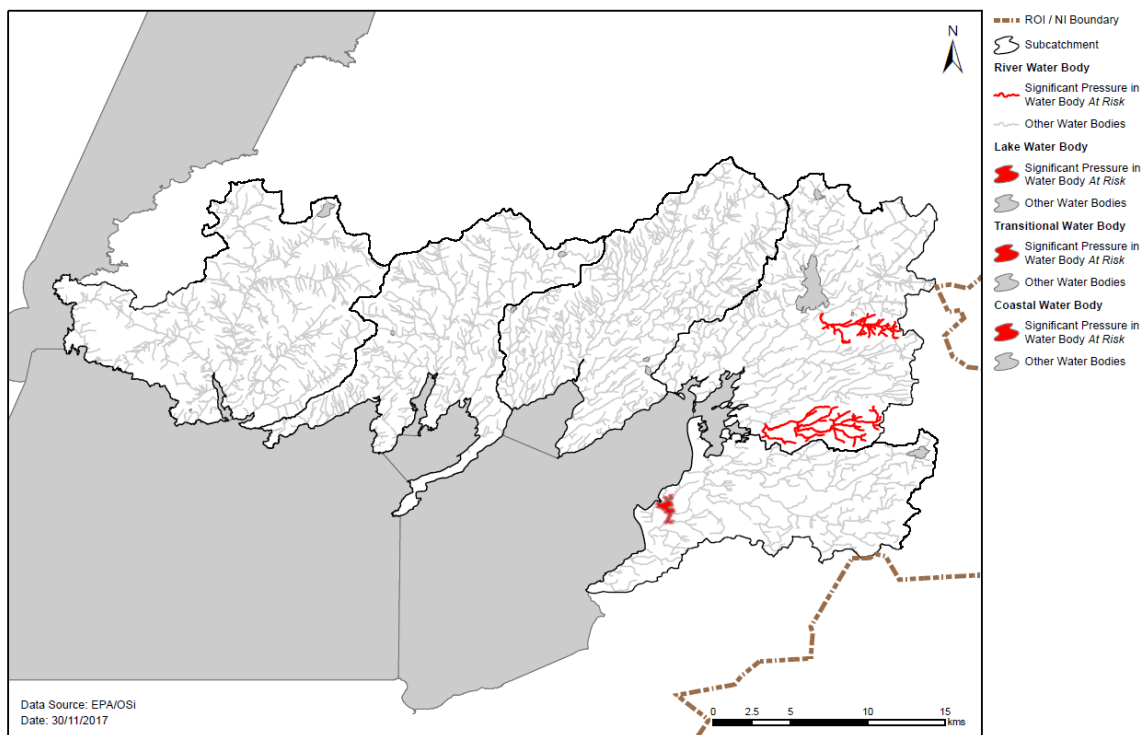 N
ROI / NI Boundary
Subcatchment
River Water Body
Significant Pressure in
Water Body At Risk
Other Water Bodies
Lake Water Body
Significant Pressure in
Water Body At Risk
Other Water Bodies
Transitional Water Body
Significant Pressure in
Water Body At Risk
Other Water Bodies
Coastal Water Body
Significant Pressure in
Water Body At Risk
Other Water Bodies
Data Source: EPA/OSi
Date: 30/11/2017
0 2.5 5 10 15
kms